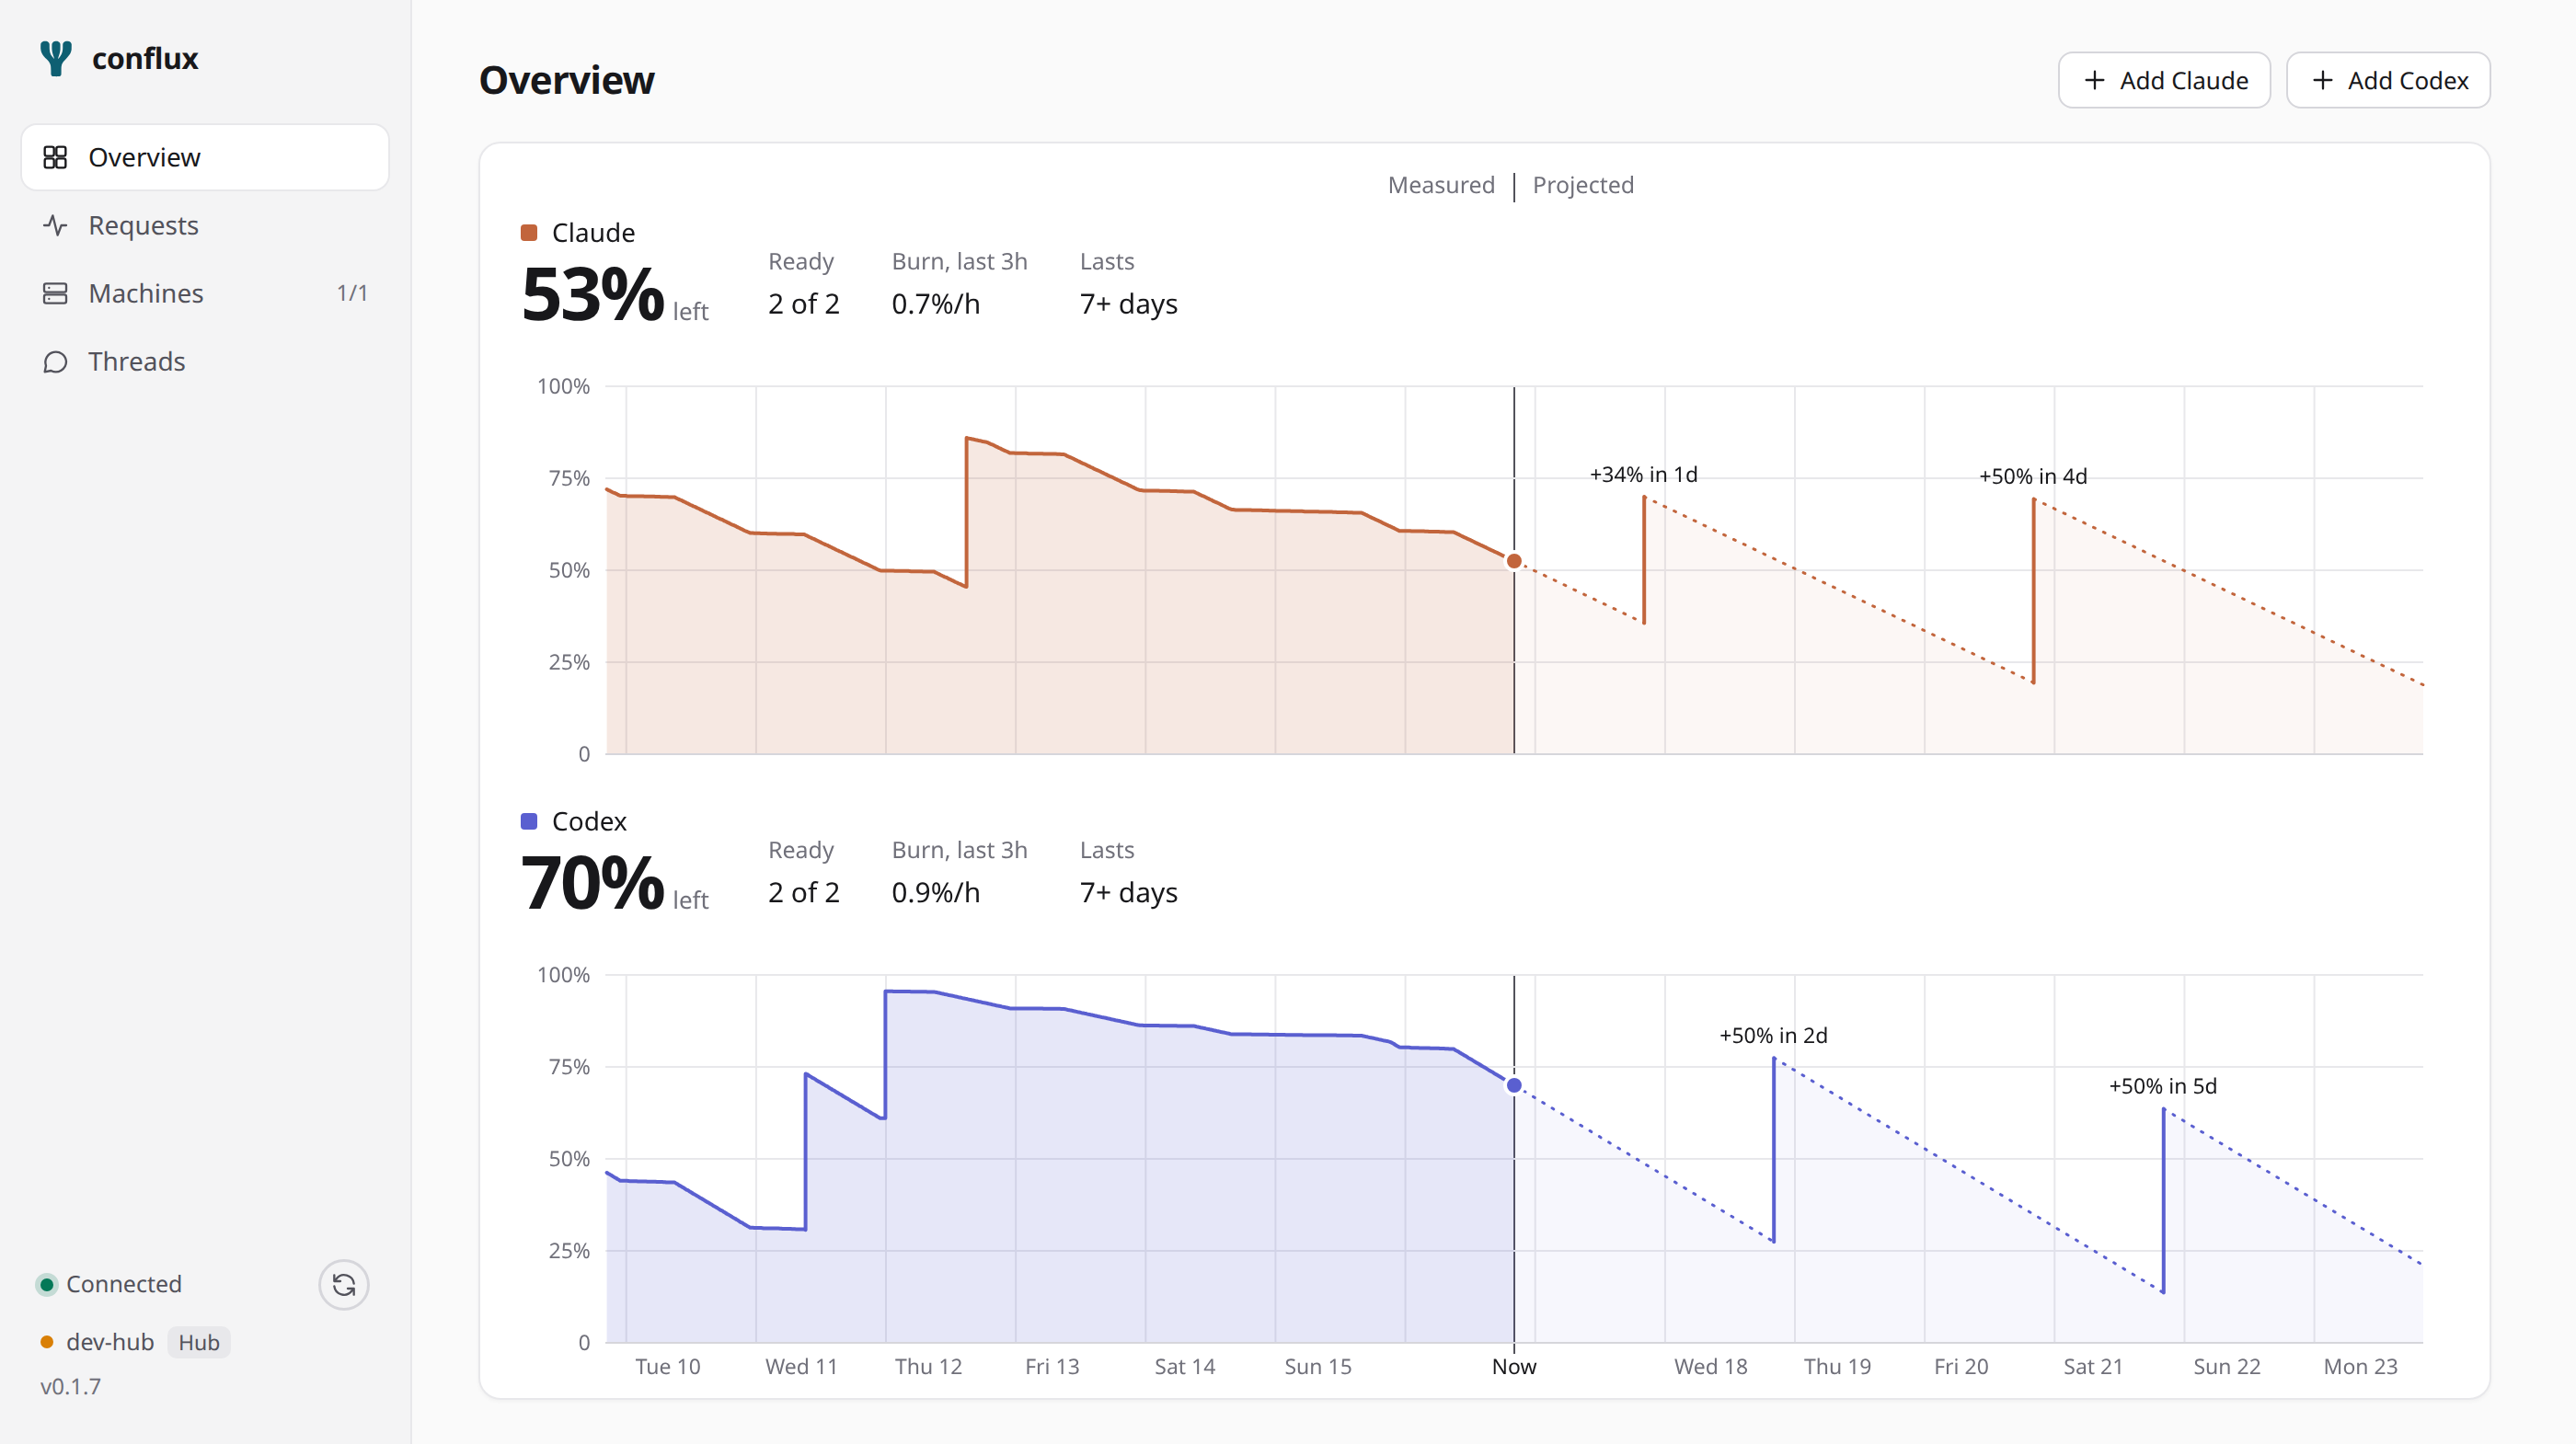 conflux
Overview
Requests
Machines 1/1
Threads
Connected
dev-hub Hub
v0.1.7
Overview
+ Add Claude
+ Add Codex
Measured | Projected
Claude
53% left
Ready
2 of 2
Burn, last 3h
0.7%/h
Lasts
7+ days
100%
75%
50%
25%
0
+34% in 1d
+50% in 4d
Codex
70% left
Ready
2 of 2
Burn, last 3h
0.9%/h
Lasts
7+ days
100%
75%
50%
25%
0
+50% in 2d
+50% in 5d
Tue 10 Wed 11 Thu 12 Fri 13 Sat 14 Sun 15 Now Wed 18 Thu 19 Fri 20 Sat 21 Sun 22 Mon 23